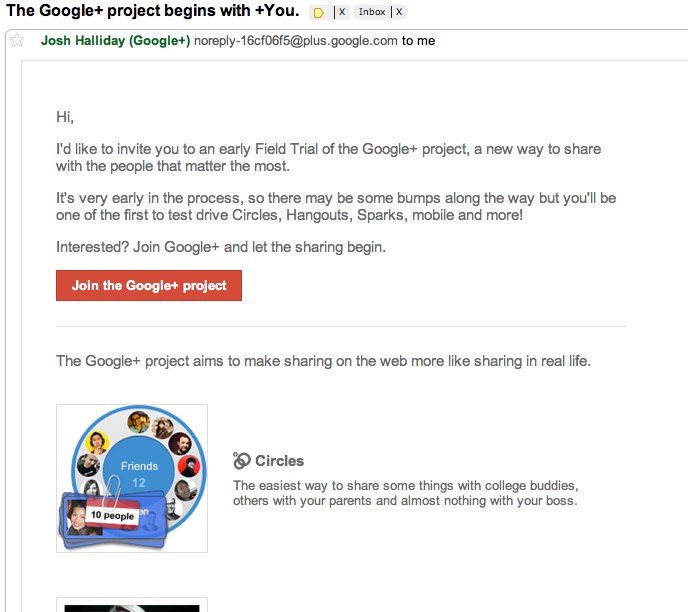 The Google+ project begins with +You. X Inbox X
Josh Halliday (Google+) noreply-16cf06f5@plus.google.com to me
Hi,
I'd like to invite you to an early Field Trial of the Google+ project, a new way to share
with the people that matter the most.
It's very early in the process, so there may be some bumps along the way but you'll be
one of the first to test drive Circles, Hangouts, Sparks, mobile and more!
Interested? Join Google+ and let the sharing begin.
Join the Google+ project
The Google+ project aims to make sharing on the web more like sharing in real life.
Friends
12
10 people
Circles
The easiest way to share some things with college buddies,
others with your parents and almost nothing with your boss.